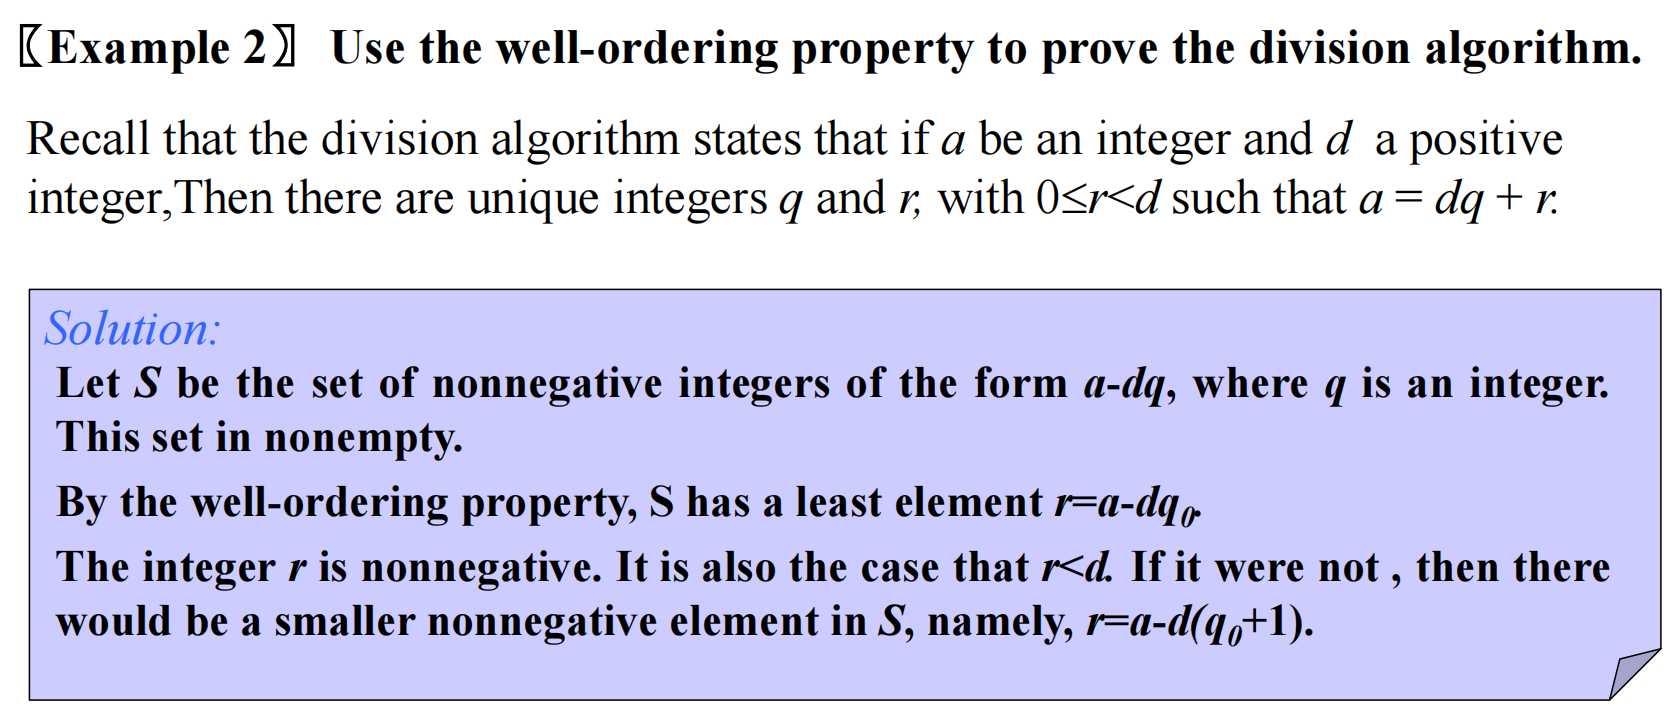 〖Example 2〗 Use the well-ordering property to prove the division algorithm.
Recall that the division algorithm states that if a be an integer and d a positive
integer,Then there are unique integers q and r, with 0≤r<d such that a = dq + r.
Solution:
Let S be the set of nonnegative integers of the form a-dq, where q is an integer.
This set in nonempty.
By the well-ordering property, S has a least element r=a-dq₀.
The integer r is nonnegative. It is also the case that r<d. If it were not , then there
would be a smaller nonnegative element in S, namely, r=a-d(q₀+1).